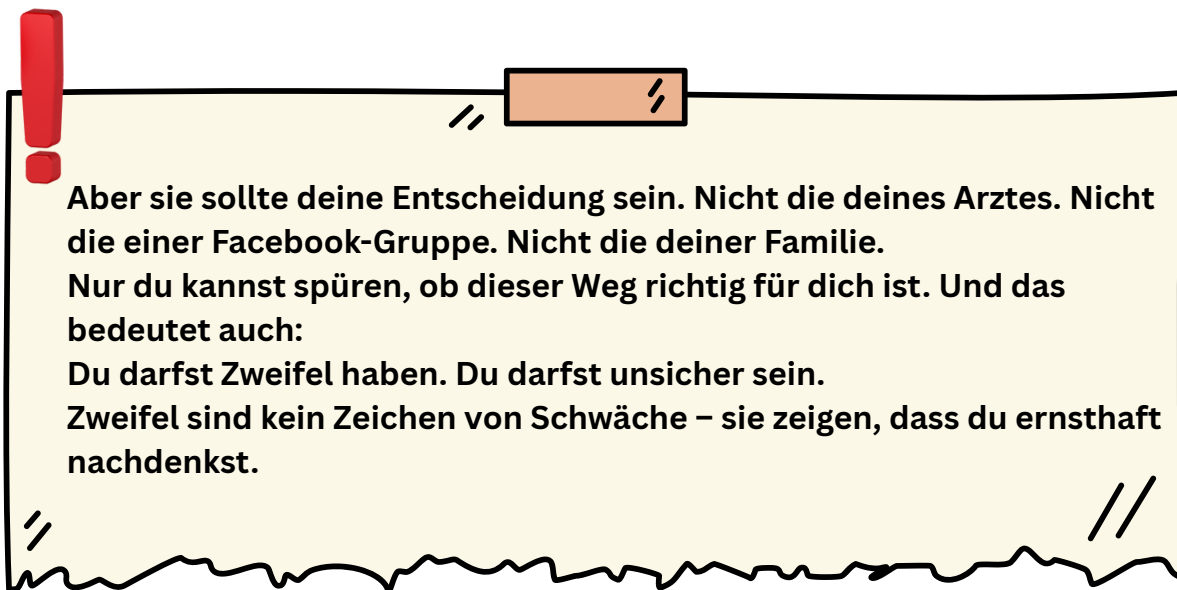 Aber sie sollte deine Entscheidung sein. Nicht die deines Arztes. Nicht
die einer Facebook-Gruppe. Nicht die deiner Familie.
Nur du kannst spüren, ob dieser Weg richtig für dich ist. Und das
bedeutet auch:
Du darfst Zweifel haben. Du darfst unsicher sein.
Zweifel sind kein Zeichen von Schwäche – sie zeigen, dass du ernsthaft
nachdenkst.